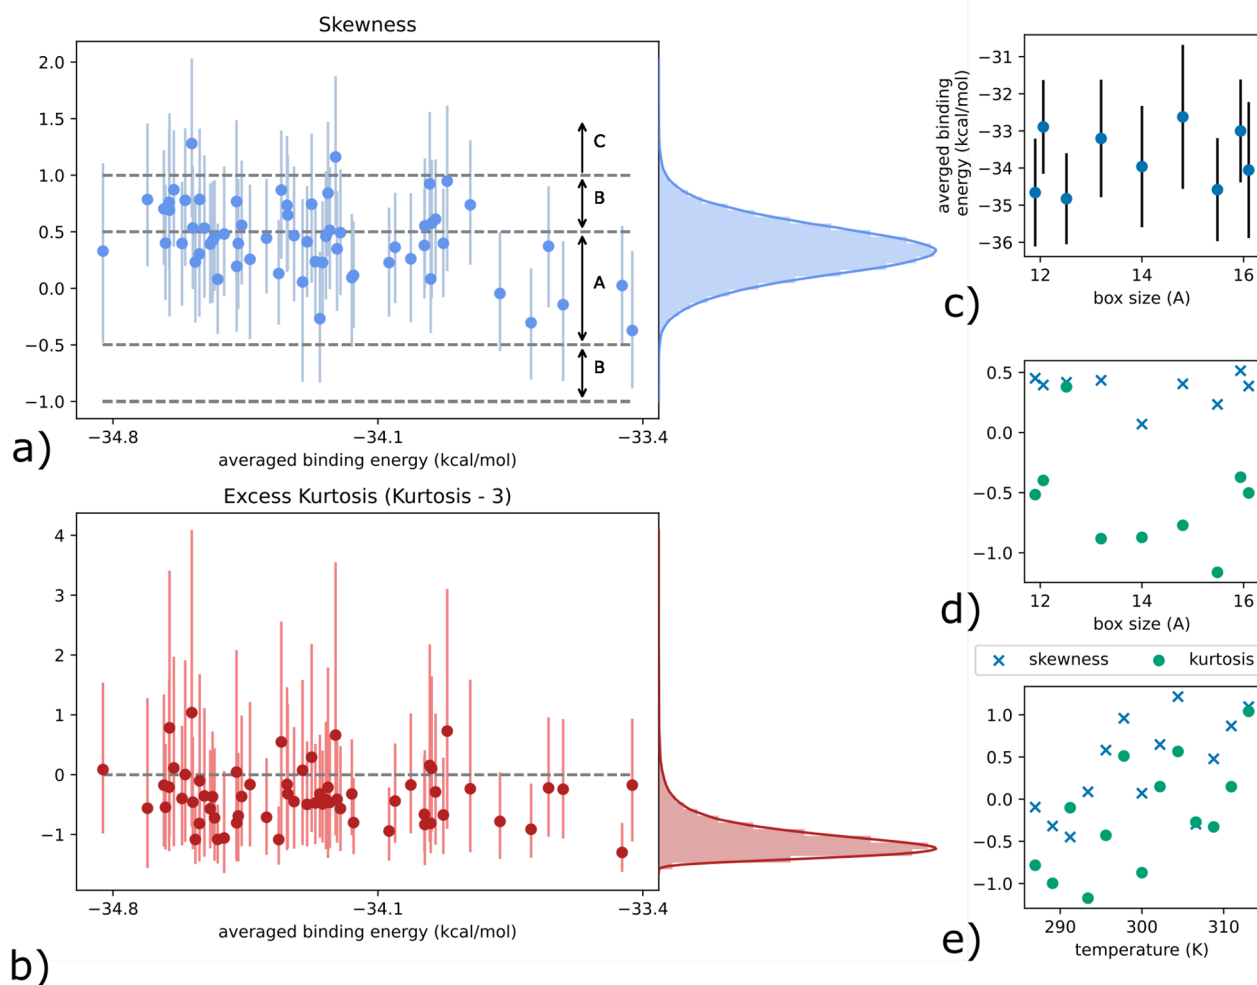 Skewness
2.0
1.5
1.0
0.5
0.0
−0.5
−1.0
C
B
A
B
−34.8
−34.1
−33.4
averaged binding energy (kcal/mol)
a)
Excess Kurtosis (Kurtosis - 3)
4
3
2
1
0
−1
−34.8
−34.1
−33.4
averaged binding energy (kcal/mol)
b)
averged binding
energy (kcal/mol)
−31
−32
−33
−34
−35
−36
12
14
16
box size (A)
c)
0.5
0.0
−0.5
−1.0
12
14
16
box size (A)
d)
skewness
kurtosis
1.0
0.5
0.0
−0.5
−1.0
290
300
310
temperature (K)
e)